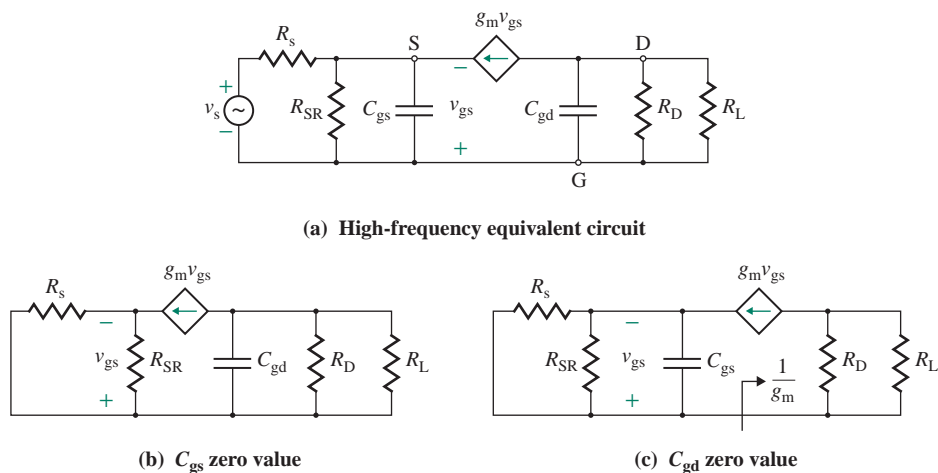 gmvgs
Rs
S
D
+
vs
~
−
RSR
Cgs
−
vgs
+
Cgd
RD
RL
G
(a) High-frequency equivalent circuit
gmvgs
Rs
−
vgs
+
RSR
Cgd
RD
RL
(b) Cgs zero value
gmvgs
Rs
RSR
−
vgs
+
Cgs
1/gm
RD
RL
(c) Cgd zero value